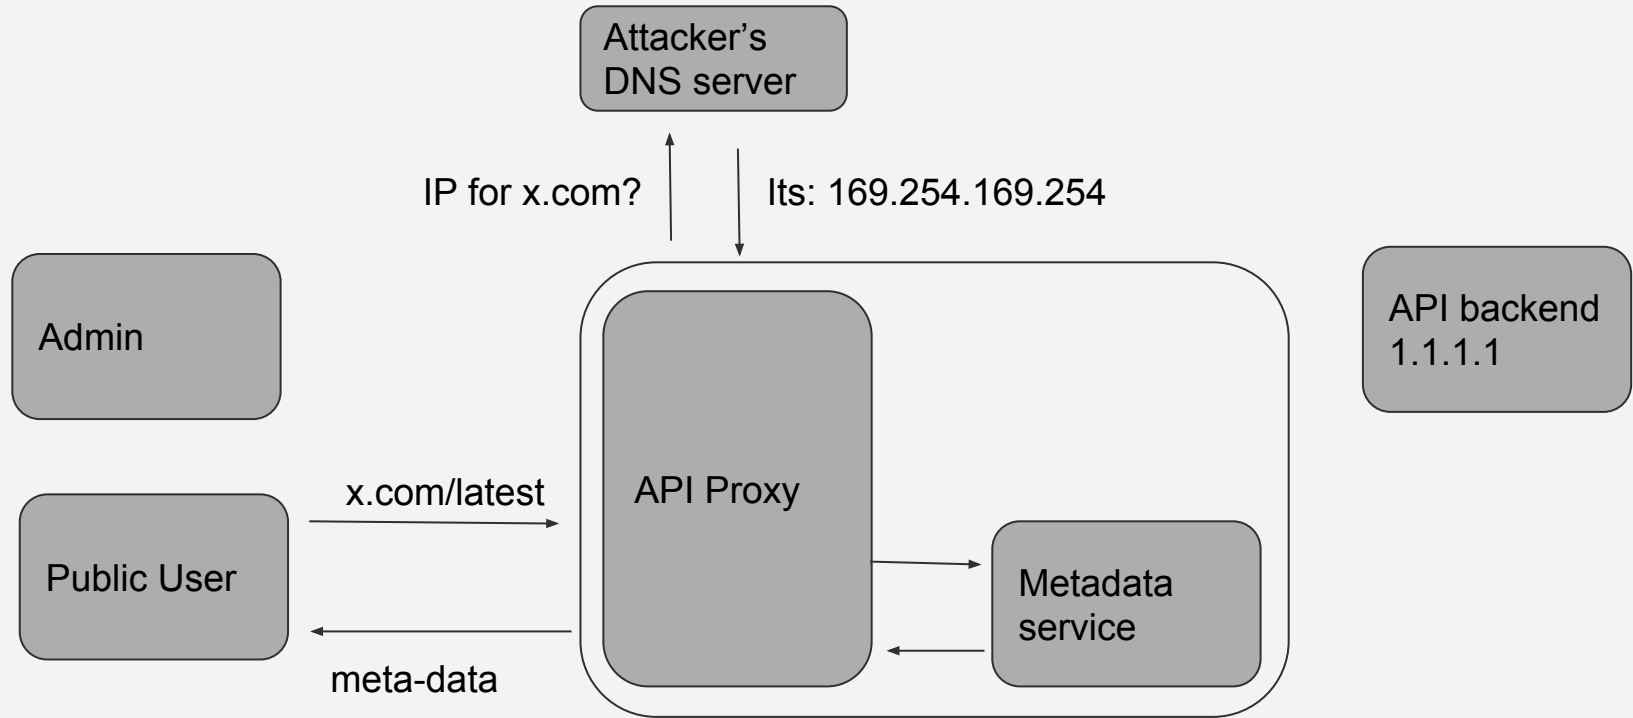 Attacker’s
DNS server
IP for x.com?
Its: 169.254.169.254
Admin
API backend
1.1.1.1
x.com/latest
API Proxy
Public User
Metadata
service
meta-data